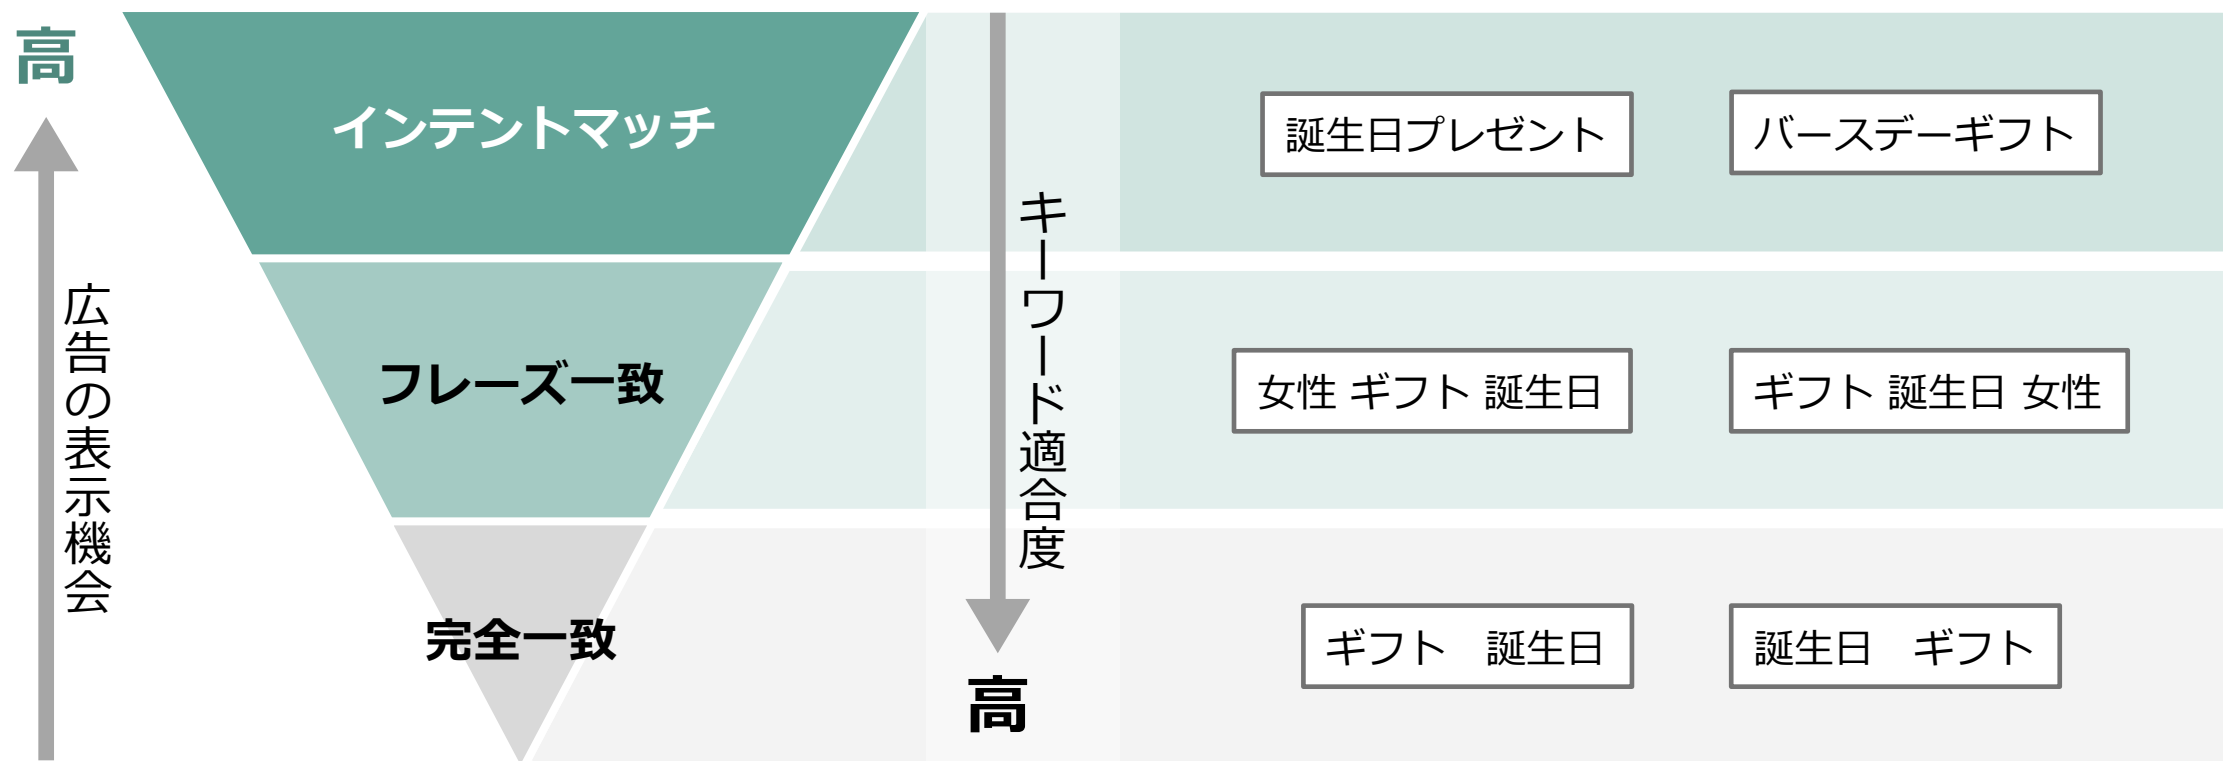 高
広告の表示機会
インテントマッチ
フレーズ一致
完全一致
キーワード適合度
高
誕生日プレゼント
バースデーギフト
女性 ギフト 誕生日
ギフト 誕生日 女性
ギフト　誕生日
誕生日　ギフト